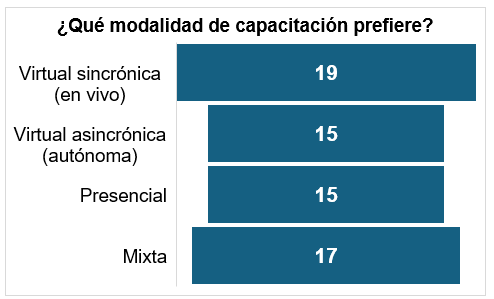 ¿Qué modalidad de capacitación prefiere?
Virtual sincrónica
(en vivo)
19
Virtual asincrónica
(autónoma)
15
Presencial
15
Mixta
17